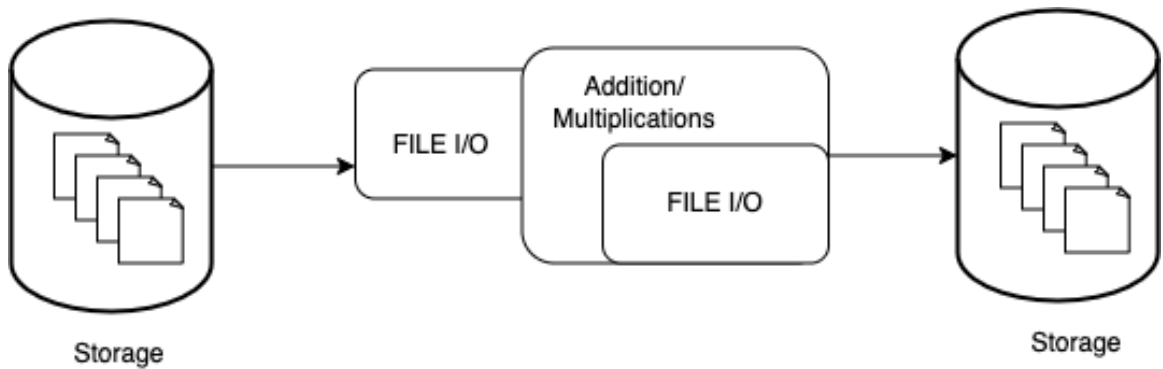 FILE I/O
Addition/
Multiplications
FILE I/O
Storage
Storage